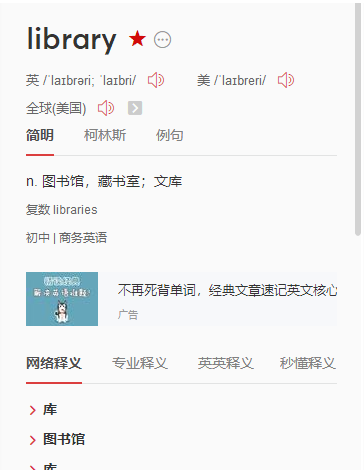 library
英 /ˈlaɪbrəri; ˈlaɪbri/ 美 /ˈlaɪbreri/
全球(美国)
简明 柯林斯 例句
n. 图书馆，藏书室；文库
复数 libraries
初中 | 商务英语
不再死背单词，经典文章速记英文核心
广告
网络释义 专业释义 英英释义 秒懂释义
库
图书馆
库